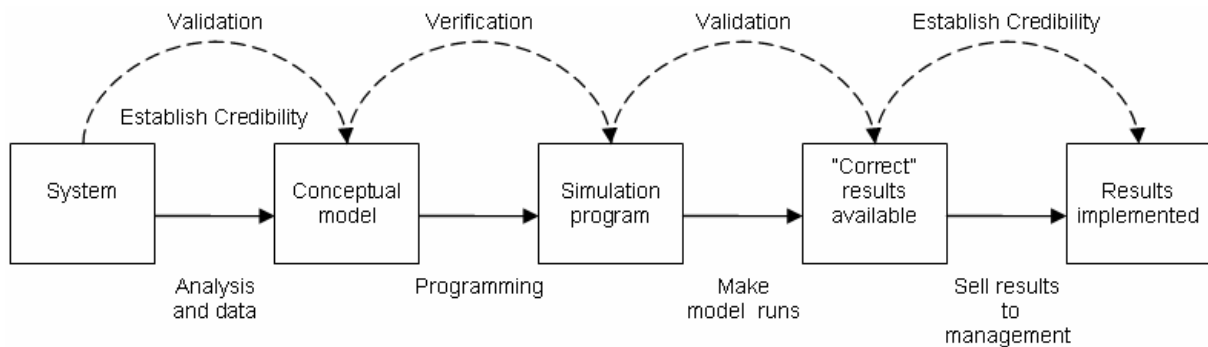 Validation
Verification
Validation
Establish Credibility
Establish Credibility
System
Conceptual
model
Simulation
program
"Correct"
results
available
Results
implemented
Analysis
and data
Programming
Make
model runs
Sell results
to
management